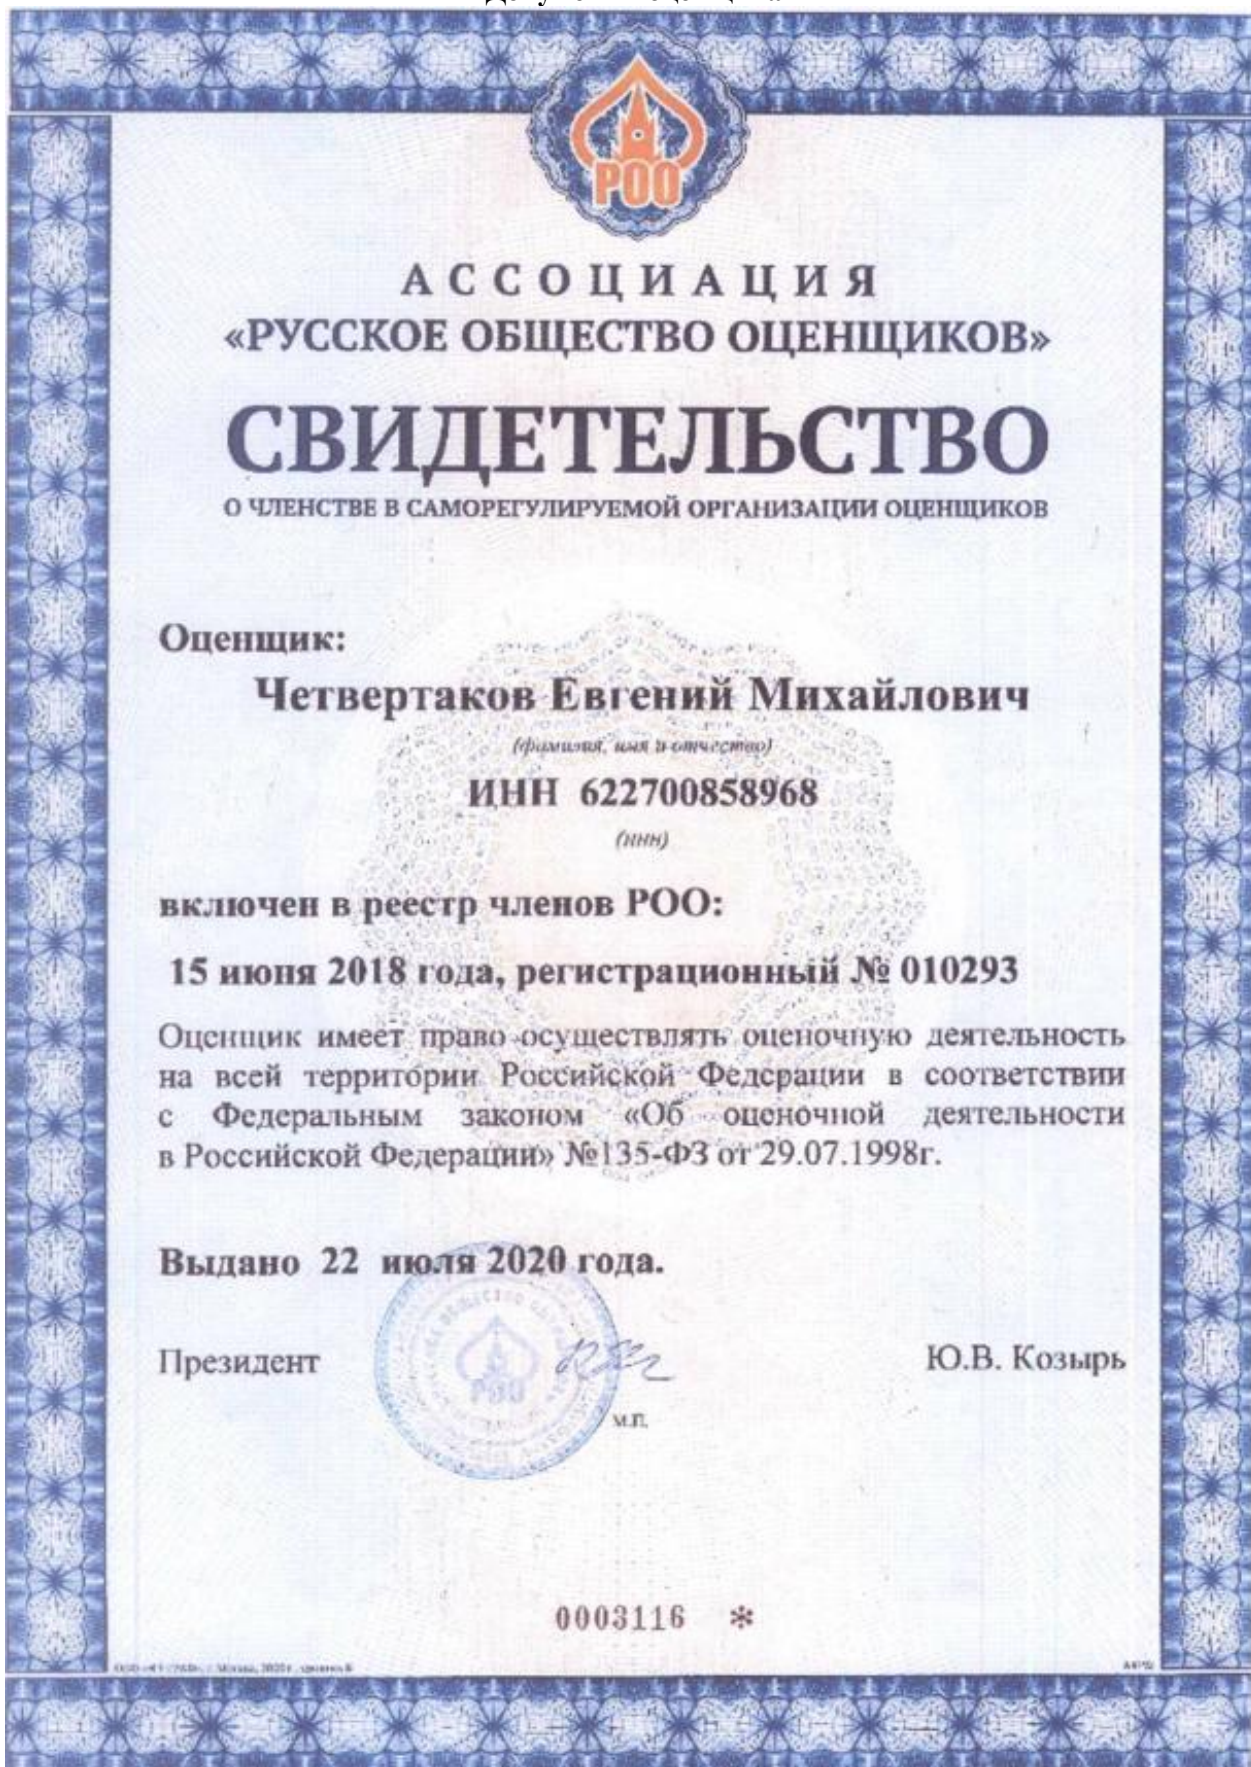 РОО
АССОЦИАЦИЯ
«РУССКОЕ ОБЩЕСТВО ОЦЕНЩИКОВ»
СВИДЕТЕЛЬСТВО
О ЧЛЕНСТВЕ В САМОРЕГУЛИРУЕМОЙ ОРГАНИЗАЦИИ ОЦЕНЩИКОВ
Оценщик:
Четвертаков Евгений Михайлович
(фамилия, имя и отчество)
ИНН 622700858968
(инн)
включен в реестр членов РОО:
15 июня 2018 года, регистрационный № 010293
Оценщик имеет право осуществлять оценочную деятельность
на всей территории Российской Федерации в соответствии
с Федеральным законом «Об оценочной деятельности
в Российской Федерации» №135-ФЗ от 29.07.1998г.
Выдано 22 июля 2020 года.
Президент
РОО
Ю.В. Козырь
М.П.
0003116 *